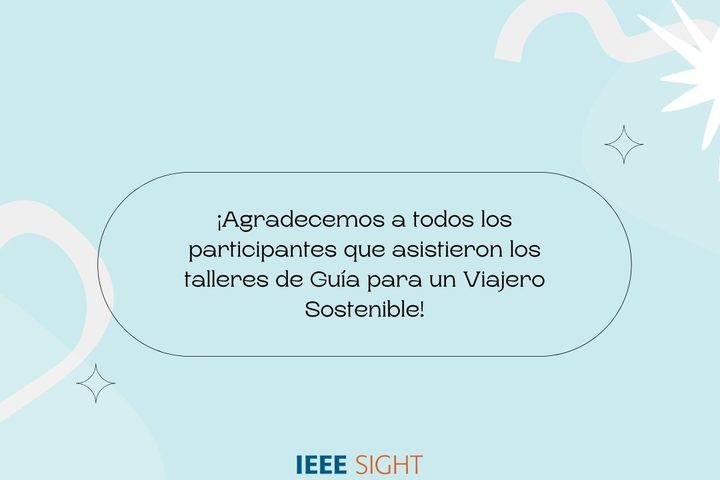 ¡Agradecemos a todos los
participantes que asistieron los
talleres de Guía para un Viajero
Sostenible!
IEEE SIGHT